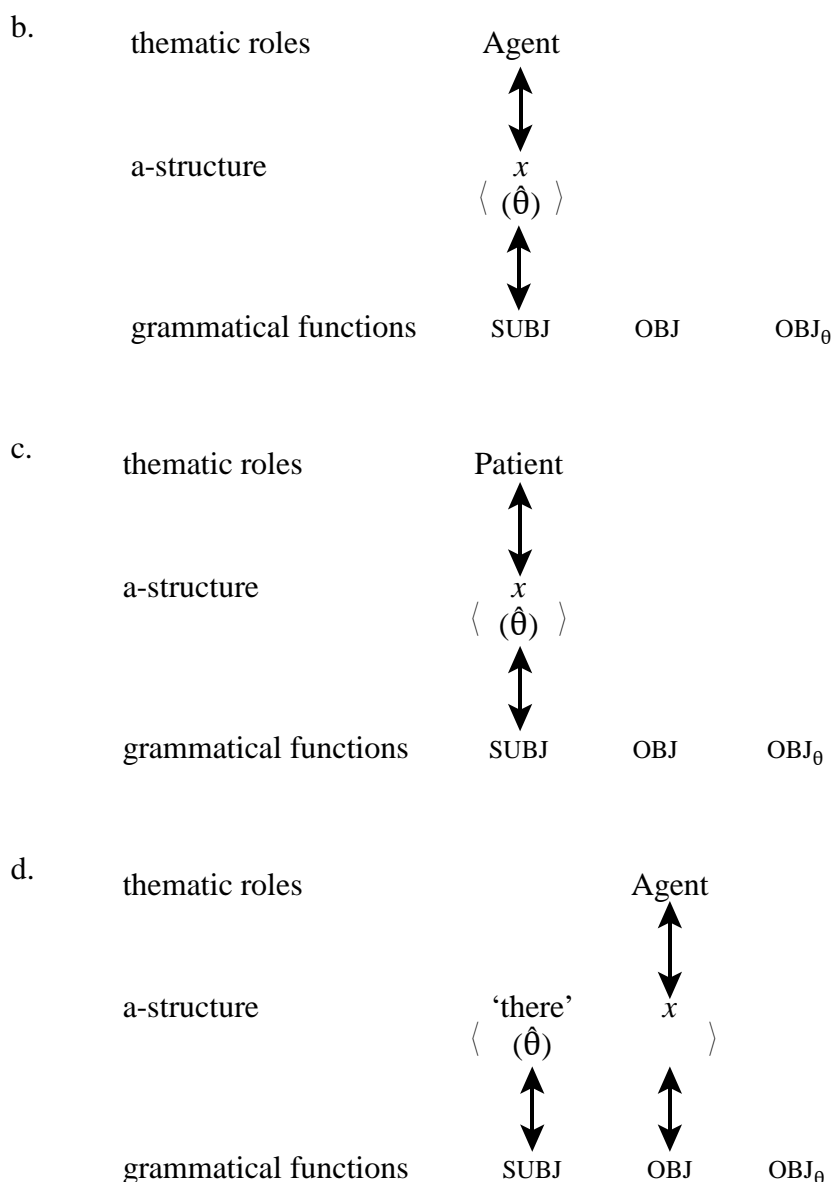 b.
thematic roles Agent
a-structure x
⟨ (θ̂) ⟩
grammatical functions SUBJ OBJ OBJθ
c.
thematic roles Patient
a-structure x
⟨ (θ̂) ⟩
grammatical functions SUBJ OBJ OBJθ
d.
thematic roles Agent
a-structure ‘there’ x
⟨ (θ̂) ⟩
grammatical functions SUBJ OBJ OBJθ